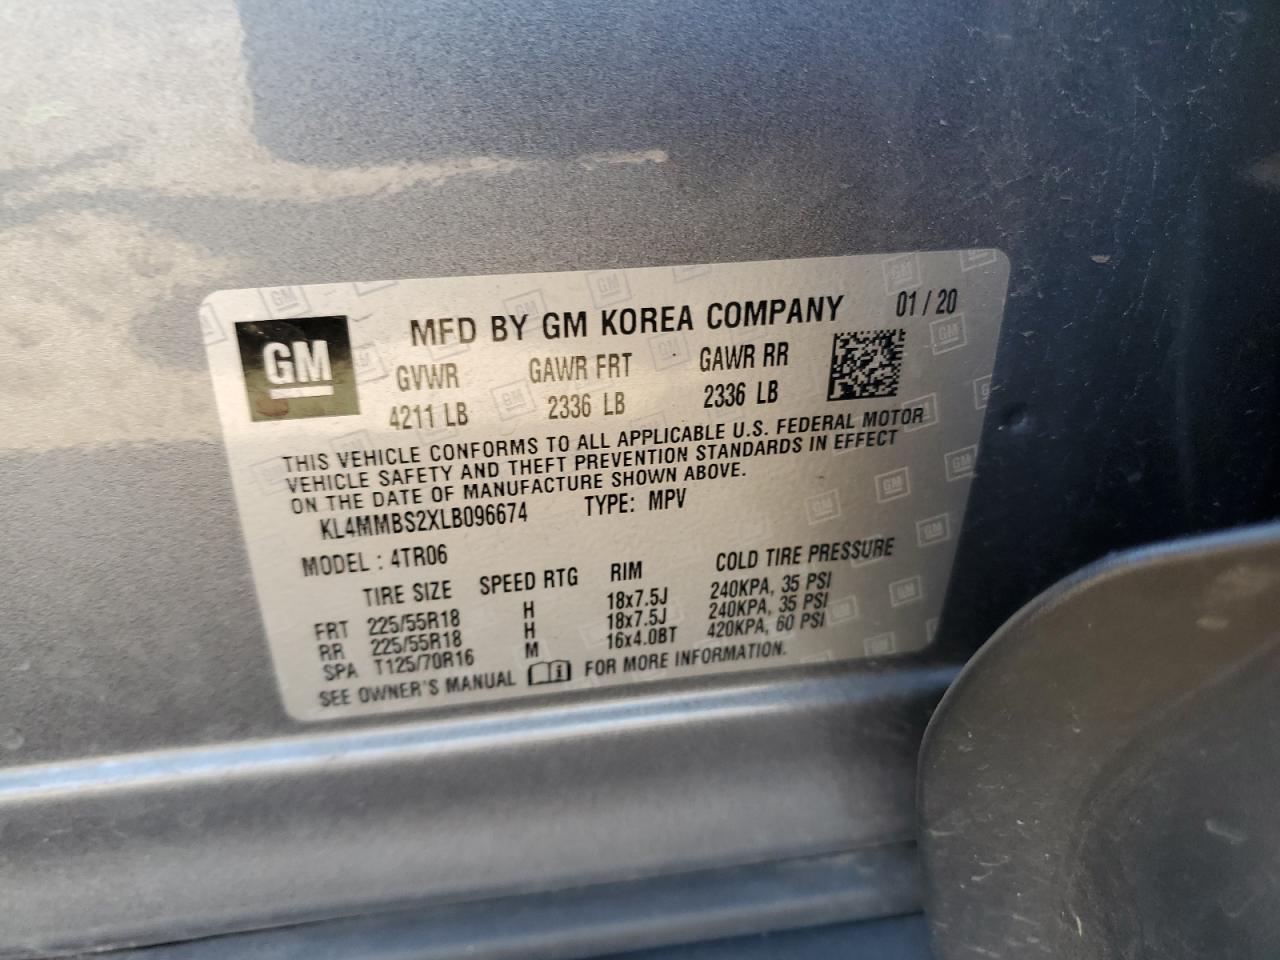 MFD BY GM KOREA COMPANY 01 / 20
GM
GVWR GAWR FRT GAWR RR
4211 LB 2336 LB 2336 LB
THIS VEHICLE CONFORMS TO ALL APPLICABLE U.S. FEDERAL MOTOR
VEHICLE SAFETY AND THEFT PREVENTION STANDARDS IN EFFECT
ON THE DATE OF MANUFACTURE SHOWN ABOVE.
KL4MMBS2XLB096674 TYPE: MPV
MODEL : 4TR06
TIRE SIZE SPEED RTG RIM COLD TIRE PRESSURE
FRT 225/55R18 H 18x7.5J 240KPA, 35 PSI
RR 225/55R18 H 18x7.5J 240KPA, 35 PSI
SPA T125/70R16 M 16x4.0BT 420KPA, 60 PSI
SEE OWNER'S MANUAL FOR MORE INFORMATION.